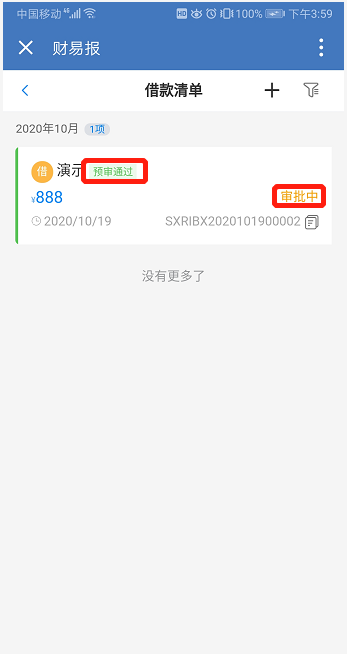 中国移动 4G HD 100% 下午3:59
财易报
借款清单
2020年10月 1项
借 演示 预审通过
¥888 审批中
2020/10/19 SXRIBX2020101900002
没有更多了